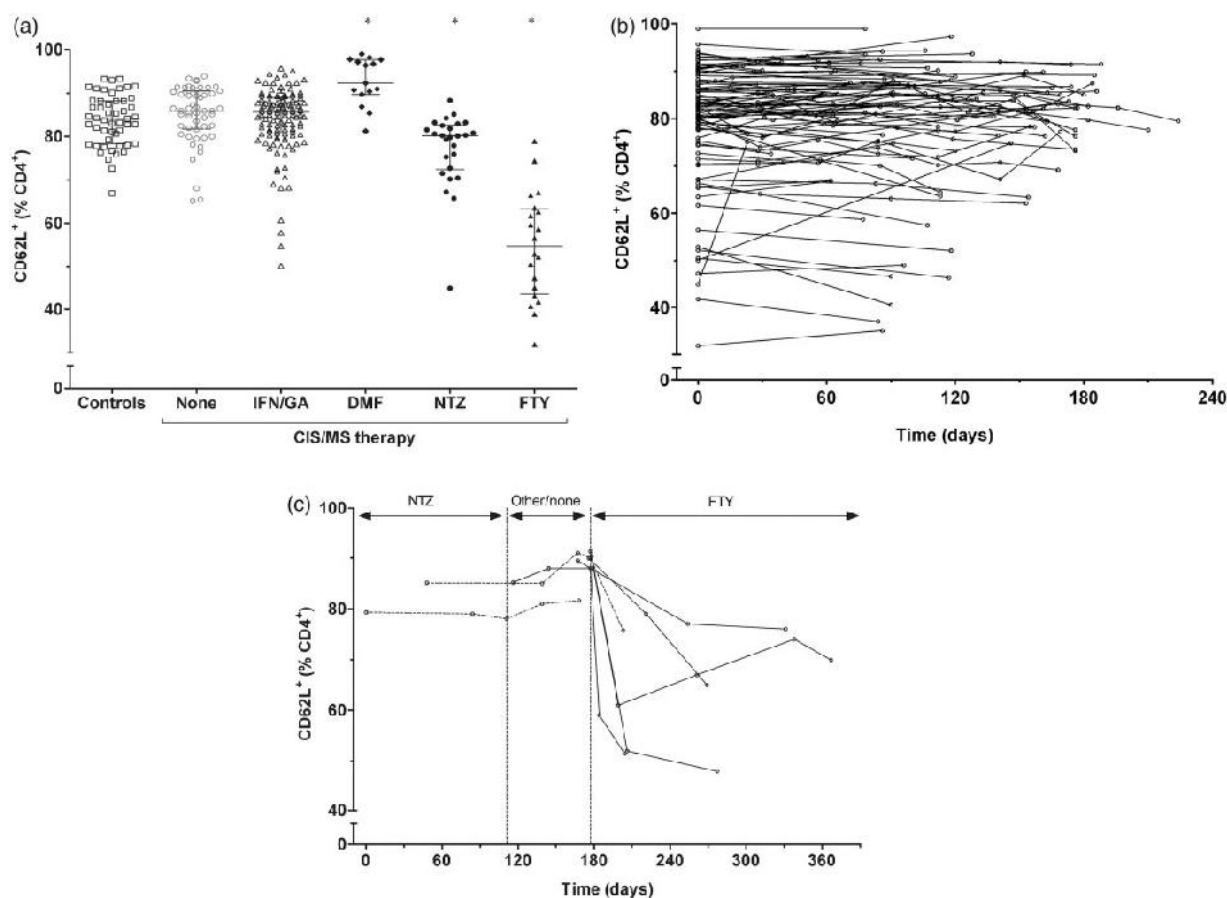 (a)
* * *
100
80
60
40
0
CD62L⁺ (% CD4⁺)
Controls None IFN/GA DMF NTZ FTY
CIS/MS therapy
(b)
100
80
60
40
0
CD62L⁺ (% CD4⁺)
0 60 120 180 240
Time (days)
(c)
NTZ Other/none FTY
100
80
60
40
0
CD62L⁺ (% CD4⁺)
0 60 120 180 240 300 360
Time (days)